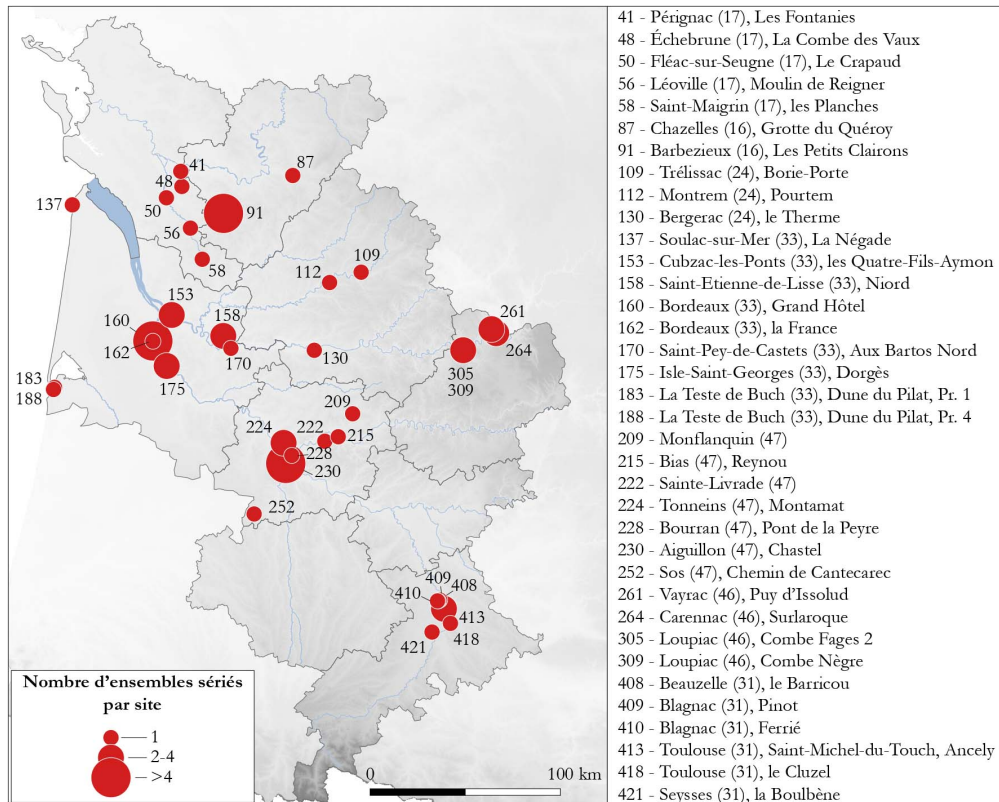 41
87
48
50
137
91
56
58
109
112
153
261
160
158
162
264
130
170
305
175
309
183
209
188
224
222
215
228
230
252
409
408
410
413
418
421
Nombre d'ensembles sériés
par site
1
2-4
>4
0
100 km
41 - Pérignac (17), Les Fontanies
48 - Échebrune (17), La Combe des Vaux
50 - Fléac-sur-Seugne (17), Le Crapaud
56 - Léoville (17), Moulin de Reigner
58 - Saint-Maigrin (17), les Planches
87 - Chazelles (16), Grotte du Quéroy
91 - Barbezieux (16), Les Petits Clairons
109 - Trélissac (24), Borie-Porte
112 - Montrem (24), Pourtem
130 - Bergerac (24), le Therme
137 - Soulac-sur-Mer (33), La Négade
153 - Cubzac-les-Ponts (33), les Quatre-Fils-Aymon
158 - Saint-Etienne-de-Lisse (33), Niord
160 - Bordeaux (33), Grand Hôtel
162 - Bordeaux (33), la France
170 - Saint-Pey-de-Castets (33), Aux Bartos Nord
175 - Isle-Saint-Georges (33), Dorgès
183 - La Teste de Buch (33), Dune du Pilat, Pr. 1
188 - La Teste de Buch (33), Dune du Pilat, Pr. 4
209 - Monflanquin (47)
215 - Bias (47), Reynou
222 - Sainte-Livrade (47)
224 - Tonneins (47), Montamat
228 - Bourran (47), Pont de la Peyre
230 - Aiguillon (47), Chastel
252 - Sos (47), Chemin de Cantecarec
261 - Vayrac (46), Puy d'Issolud
264 - Carennac (46), Surlaroque
305 - Loupiac (46), Combe Fages 2
309 - Loupiac (46), Combe Nègre
408 - Beauzelle (31), le Barricou
409 - Blagnac (31), Pinot
410 - Blagnac (31), Ferrié
413 - Toulouse (31), Saint-Michel-du-Touch, Ancely
418 - Toulouse (31), le Cluzel
421 - Seysses (31), la Boulbène